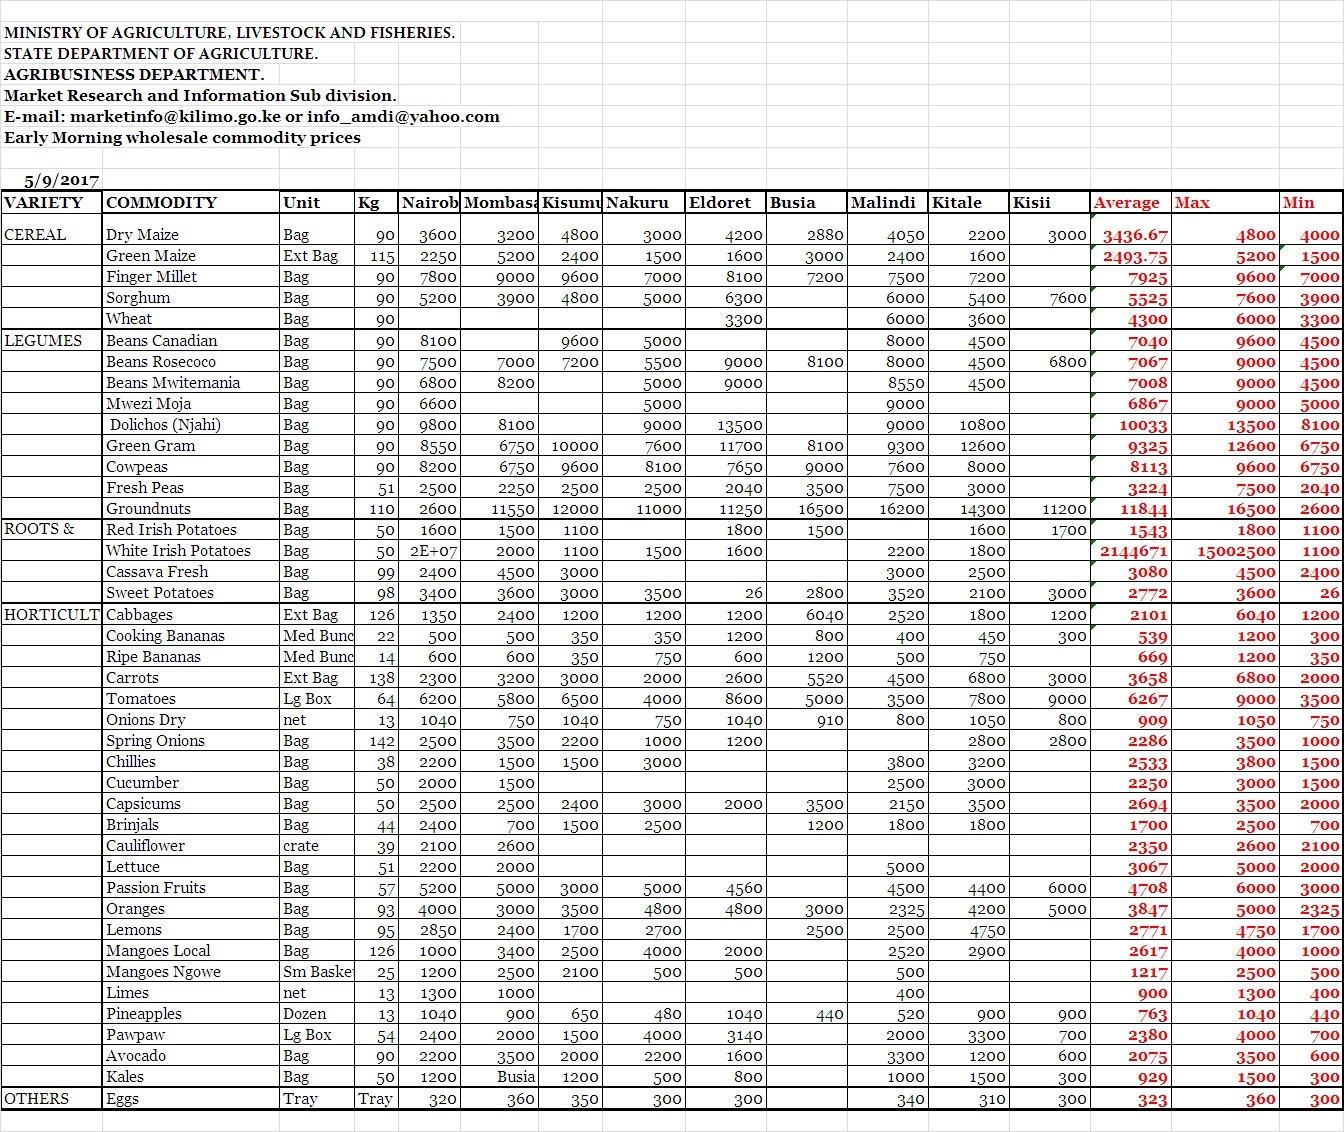 MINISTRY OF AGRICULTURE, LIVESTOCK AND FISHERIES.
STATE DEPARTMENT OF AGRICULTURE.
AGRIBUSINESS DEPARTMENT.
Market Research and Information Sub division.
E-mail: marketinfo@kilimo.go.ke or info_amdi@yahoo.com
Early Morning wholesale commodity prices
5/9/2017
VARIETY COMMODITY Unit Kg Nairob Mombasa Kisumu Nakuru Eldoret Busia Malindi Kitale Kisii Average Max Min
CEREAL Dry Maize Bag 90 3600 3200 4800 3000 4200 2880 4050 2200 3000 3436.67 4800 4000
Green Maize Ext Bag 115 2250 5200 2400 1500 1600 3000 2400 1600 2493.75 5200 1500
Finger Millet Bag 90 7800 9000 9600 7000 8100 7200 7500 7200 7925 9600 7000
Sorghum Bag 90 5200 3900 4800 5000 6300 6000 5400 7600 5525 7600 3900
Wheat Bag 90 3300 6000 3600 4300 6000 3300
LEGUMES Beans Canadian Bag 90 8100 9600 5000 8000 4500 7040 9600 4500
Beans Rosecoco Bag 90 7500 7000 7200 5500 9000 8100 8000 4500 6800 7067 9000 4500
Beans Mwitemania Bag 90 6800 8200 5000 9000 8550 4500 7008 9000 4500
Mwezi Moja Bag 90 6600 5000 9000 6867 9000 5000
Dolichos (Njahi) Bag 90 9800 8100 9000 13500 9000 10800 10033 13500 8100
Green Gram Bag 90 8550 6750 10000 7600 11700 8100 9300 12600 9325 12600 6750
Cowpeas Bag 90 8200 6750 9600 8100 7650 9000 7600 8000 8113 9600 6750
Fresh Peas Bag 51 2500 2250 2500 2500 2040 3500 7500 3000 3224 7500 2040
Groundnuts Bag 110 2600 11550 12000 11000 11250 16500 16200 14300 11200 11844 16500 2600
ROOTS & Red Irish Potatoes Bag 50 1600 1500 1100 1800 1500 1600 1700 1543 1800 1100
White Irish Potatoes Bag 50 2E+07 2000 1100 1500 1600 2200 1800 2144671 15002500 1100
Cassava Fresh Bag 99 2400 4500 3000 3000 2500 3080 4500 2400
Sweet Potatoes Bag 98 3400 3600 3000 3500 26 2800 3520 2100 3000 2772 3600 26
HORTICULT Cabbages Ext Bag 126 1350 2400 1200 1200 1200 6040 2520 1800 1200 2101 6040 1200
Cooking Bananas Med Bunc 22 500 500 350 350 1200 800 400 450 300 539 1200 300
Ripe Bananas Med Bunc 14 600 600 350 750 600 1200 500 750 669 1200 350
Carrots Ext Bag 138 2300 3200 3000 2000 2600 5520 4500 6800 3000 3658 6800 2000
Tomatoes Lg Box 64 6200 5800 6500 4000 8600 5000 3500 7800 9000 6267 9000 3500
Onions Dry net 13 1040 750 1040 750 1040 910 800 1050 800 909 1050 750
Spring Onions Bag 142 2500 3500 2200 1000 1200 2800 2800 2286 3500 1000
Chillies Bag 38 2200 1500 1500 3000 3800 3200 2533 3800 1500
Cucumber Bag 50 2000 1500 2500 3000 2250 3000 1500
Capsicums Bag 50 2500 2500 2400 3000 2000 3500 2150 3500 2694 3500 2000
Brinjals Bag 44 2400 700 1500 2500 1200 1800 1800 1700 2500 700
Cauliflower crate 39 2100 2600 2350 2600 2100
Lettuce Bag 51 2200 2000 5000 3067 5000 2000
Passion Fruits Bag 57 5200 5000 3000 5000 4560 4500 4400 6000 4708 6000 3000
Oranges Bag 93 4000 3000 3500 4800 4800 3000 2325 4200 5000 3847 5000 2325
Lemons Bag 95 2850 2400 1700 2700 2500 2500 4750 2771 4750 1700
Mangoes Local Bag 126 1000 3400 2500 4000 2000 2520 2900 2617 4000 1000
Mangoes Ngowe Sm Basket 25 1200 2500 2100 500 500 500 1217 2500 500
Limes net 13 1300 1000 400 900 1300 400
Pineapples Dozen 13 1040 900 650 480 1040 440 520 900 900 763 1040 440
Pawpaw Lg Box 54 2400 2000 1500 4000 3140 2000 3300 700 2380 4000 700
Avocado Bag 90 2200 3500 2000 2200 1600 3300 1200 600 2075 3500 600
Kales Bag 50 1200 Busia 1200 500 800 1000 1500 300 929 1500 300
OTHERS Eggs Tray Tray 320 360 350 300 300 340 310 300 323 360 300